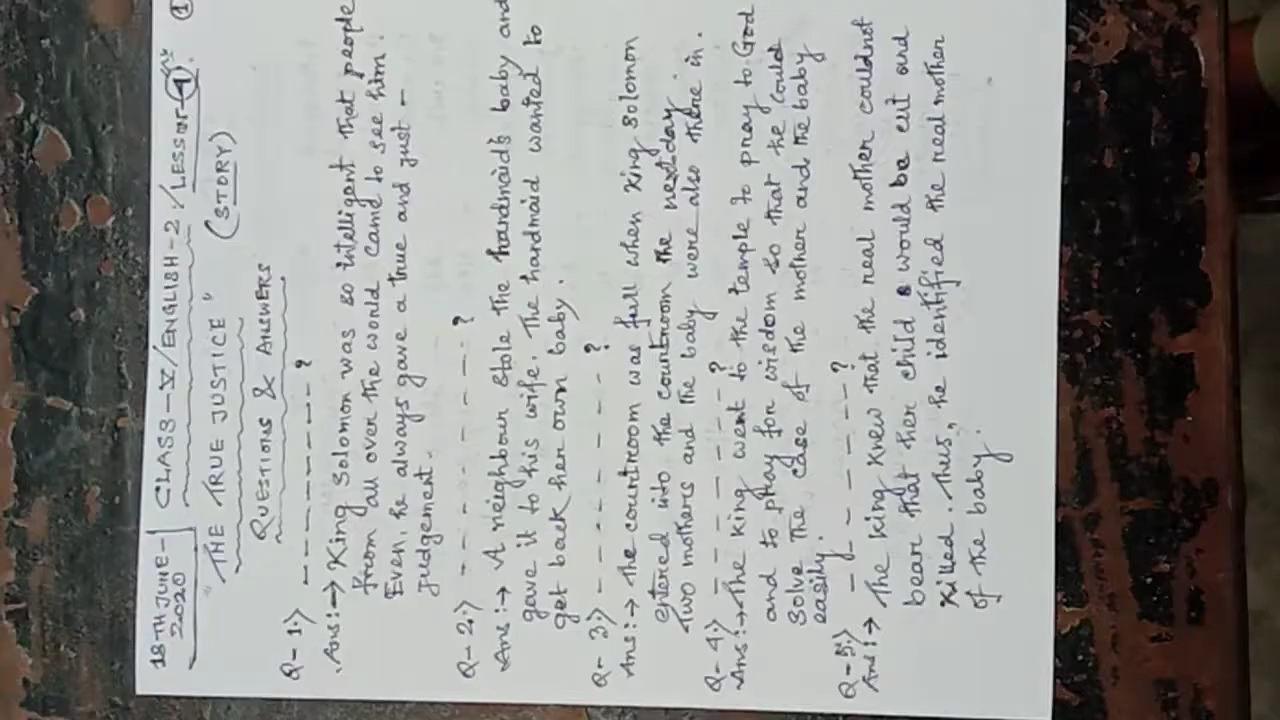 18-TH JUNE-2020 CLASS-V/ENGLISH-2/LESSON-1 (1)
"THE TRUE JUSTICE" (STORY)
QUESTIONS & ANSWERS
Q-1:> --------?
Ans:→ King Solomon was so intelligent that people
from all over the world camd to see him.
Even, he always gave a true and just -
judgement.
Q-2:> --------?
Ans:→ A neighbour stole the handmaid's baby and
gave it to his wife. The handmaid wanted to
get back her own baby.
Q-3:> -------?
Ans:→ The courtroom was full when King Solomon
entered into the courtroom the next day
Two mothers and the baby were also there in.
Q-4:> -------?
Ans:→ The King went to the temple to pray to God
and to pray for wisdom so that he could
solve the case of the mother and the baby
easily.
Q-5:> -------?
Ans:→ The King knew that the real mother could not
bear that her child would be cut and
killed. Thus, he identified the real mother
of the baby.